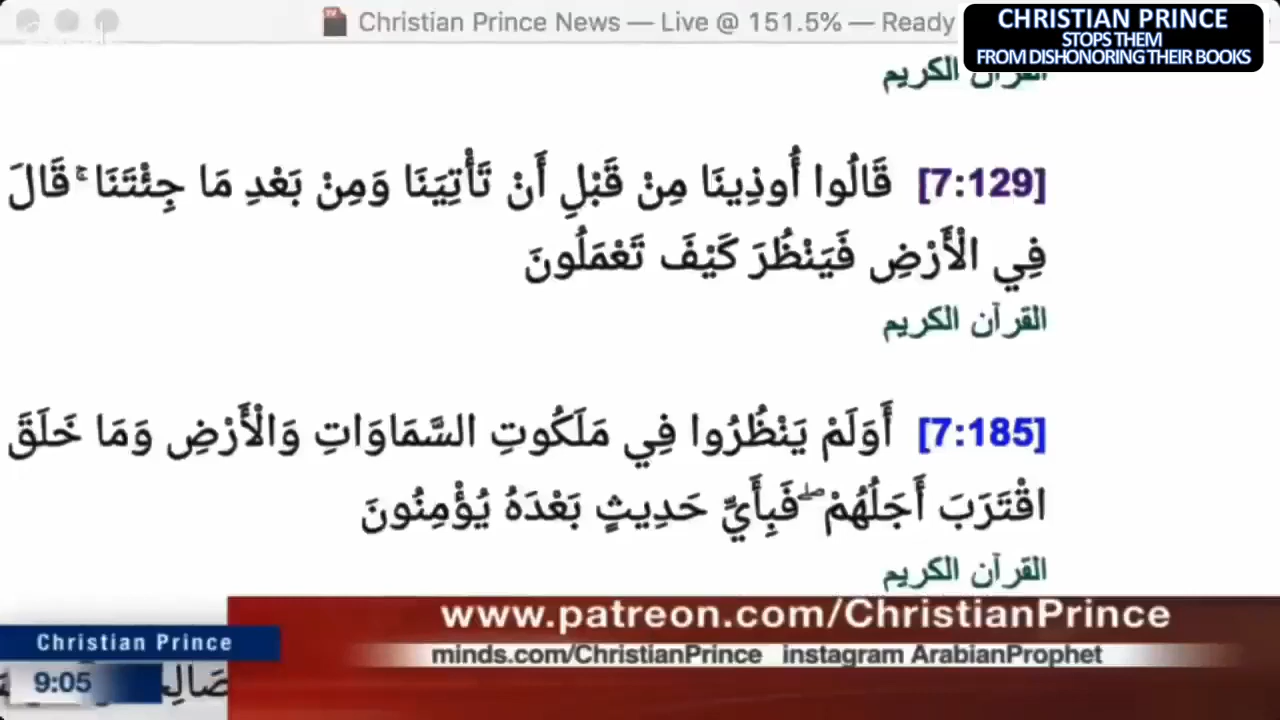 Christian Prince News — Live @ 151.5% — Ready
CHRISTIAN PRINCE
STOPS THEM
FROM DISHONORING THEIR BOOKS
القرآن الكريم
[7:129] قَالُوا أُوذِينَا مِنْ قَبْلِ أَنْ تَأْتِيَنَا وَمِنْ بَعْدِ مَا جِئْتَنَا ۚ قَالَ
فِي الْأَرْضِ فَيَنْظُرَ كَيْفَ تَعْمَلُونَ
القرآن الكريم
[7:185] أَوَلَمْ يَنْظُرُوا فِي مَلَكُوتِ السَّمَاوَاتِ وَالْأَرْضِ وَمَا خَلَقَ
اقْتَرَبَ أَجَلُهُمْ ۖ فَبِأَيِّ حَدِيثٍ بَعْدَهُ يُؤْمِنُونَ
القرآن الكريم
www.patreon.com/ChristianPrince
Christian Prince
minds.com/ChristianPrince instagram ArabianProphet
9:05